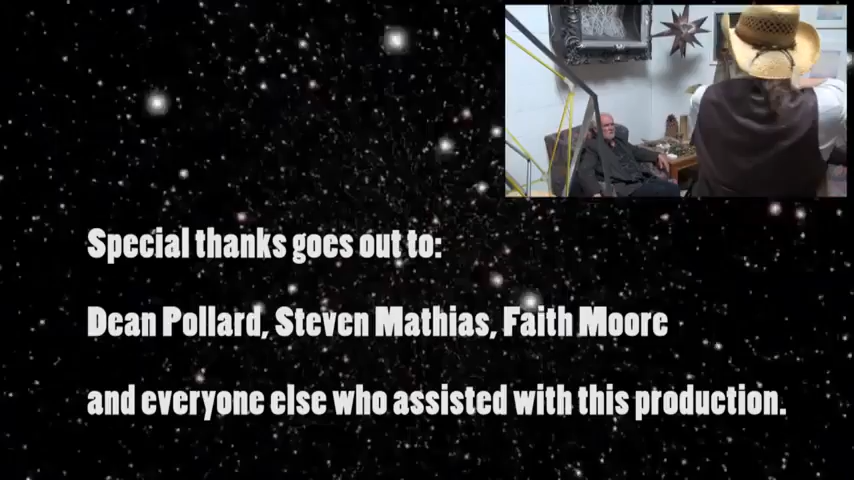 Special thanks goes out to:
Dean Pollard, Steven Mathias, Faith Moore
and everyone else who assisted with this production.